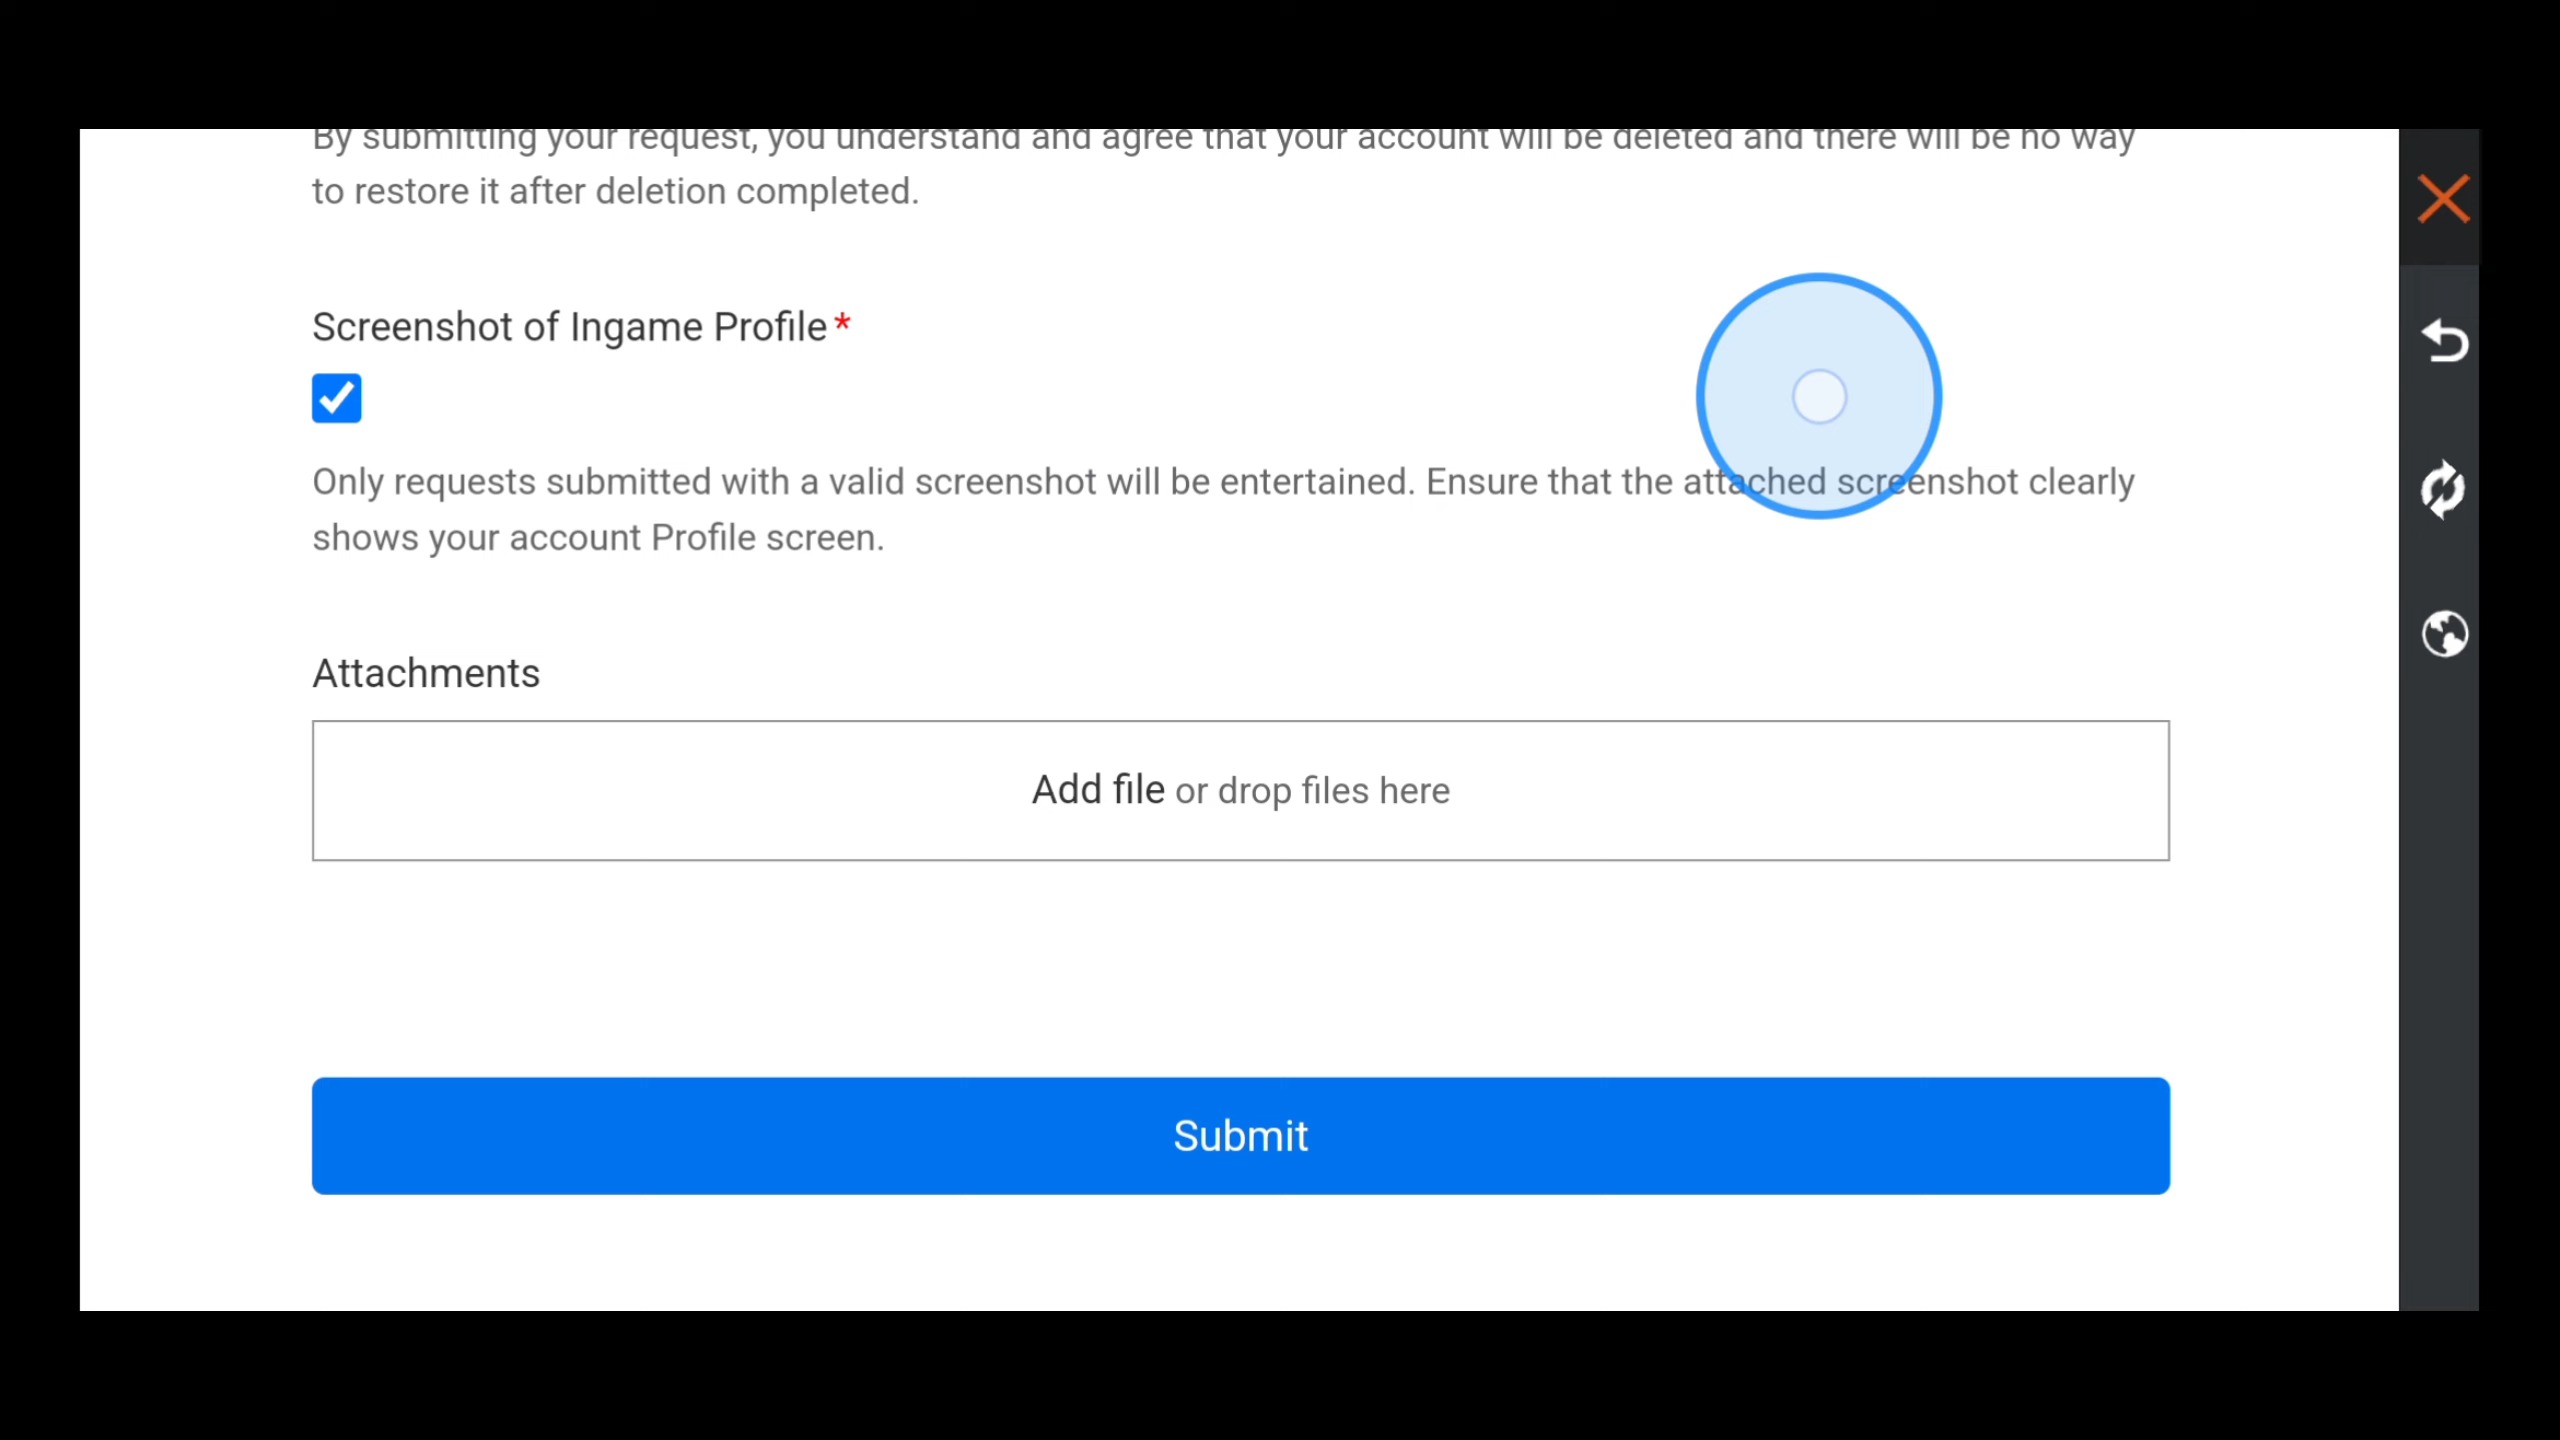 By submitting your request, you understand and agree that your account will be deleted and there will be no way
to restore it after deletion completed.
Screenshot of Ingame Profile*
Only requests submitted with a valid screenshot will be entertained. Ensure that the attached screenshot clearly
shows your account Profile screen.
Attachments
Add file or drop files here
Submit